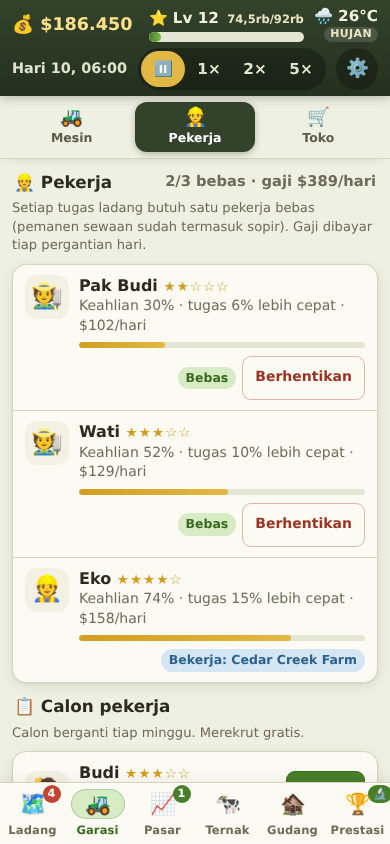 $186.450
Lv 12 74,5rb/92rb
26°C
HUJAN
Hari 10, 06:00
1×
2×
5×
Mesin
Pekerja
Toko
Pekerja
2/3 bebas · gaji $389/hari
Setiap tugas ladang butuh satu pekerja bebas
(pemanen sewaan sudah termasuk sopir). Gaji dibayar
tiap pergantian hari.
Pak Budi ★★☆☆☆
Keahlian 30% · tugas 6% lebih cepat ·
$102/hari
Bebas
Berhentikan
Wati ★★★☆☆
Keahlian 52% · tugas 10% lebih cepat ·
$129/hari
Bebas
Berhentikan
Eko ★★★★☆
Keahlian 74% · tugas 15% lebih cepat ·
$158/hari
Bekerja: Cedar Creek Farm
Calon pekerja
Calon berganti tiap minggu. Merekrut gratis.
Budi ★★★☆☆
4
1
Ladang
Garasi
Pasar
Ternak
Gudang
Prestasi